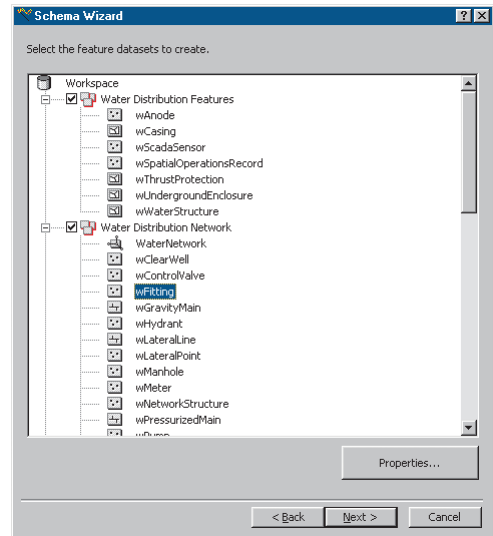 Schema Wizard
Select the feature datasets to create.
Workspace
Water Distribution Features
wAnode
wCasing
wScadaSensor
wSpatialOperationsRecord
wThrustProtection
wUndergroundEnclosure
wWaterStructure
Water Distribution Network
WaterNetwork
wClearWell
wControlValve
wFitting
wGravityMain
wHydrant
wLateralLine
wLateralPoint
wManhole
wMeter
wNetworkStructure
wPressurizedMain
wPump
Properties...
< Back Next > Cancel